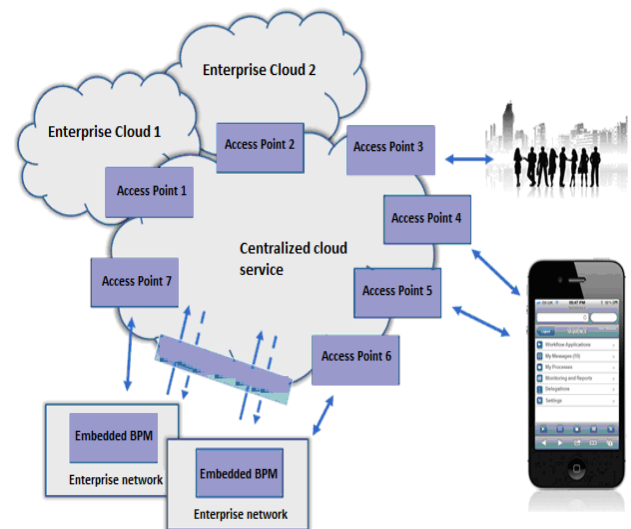 Enterprise Cloud 2
Enterprise Cloud 1
Access Point 2
Access Point 3
Access Point 1
Access Point 4
Centralized cloud
service
Access Point 7
Access Point 5
Access Point 6
Workflow Applications
My Messages (10)
My Processes
Monitoring and Reports
Delegations
Settings
Embedded BPM
Enterprise network
Embedded BPM
Enterprise network